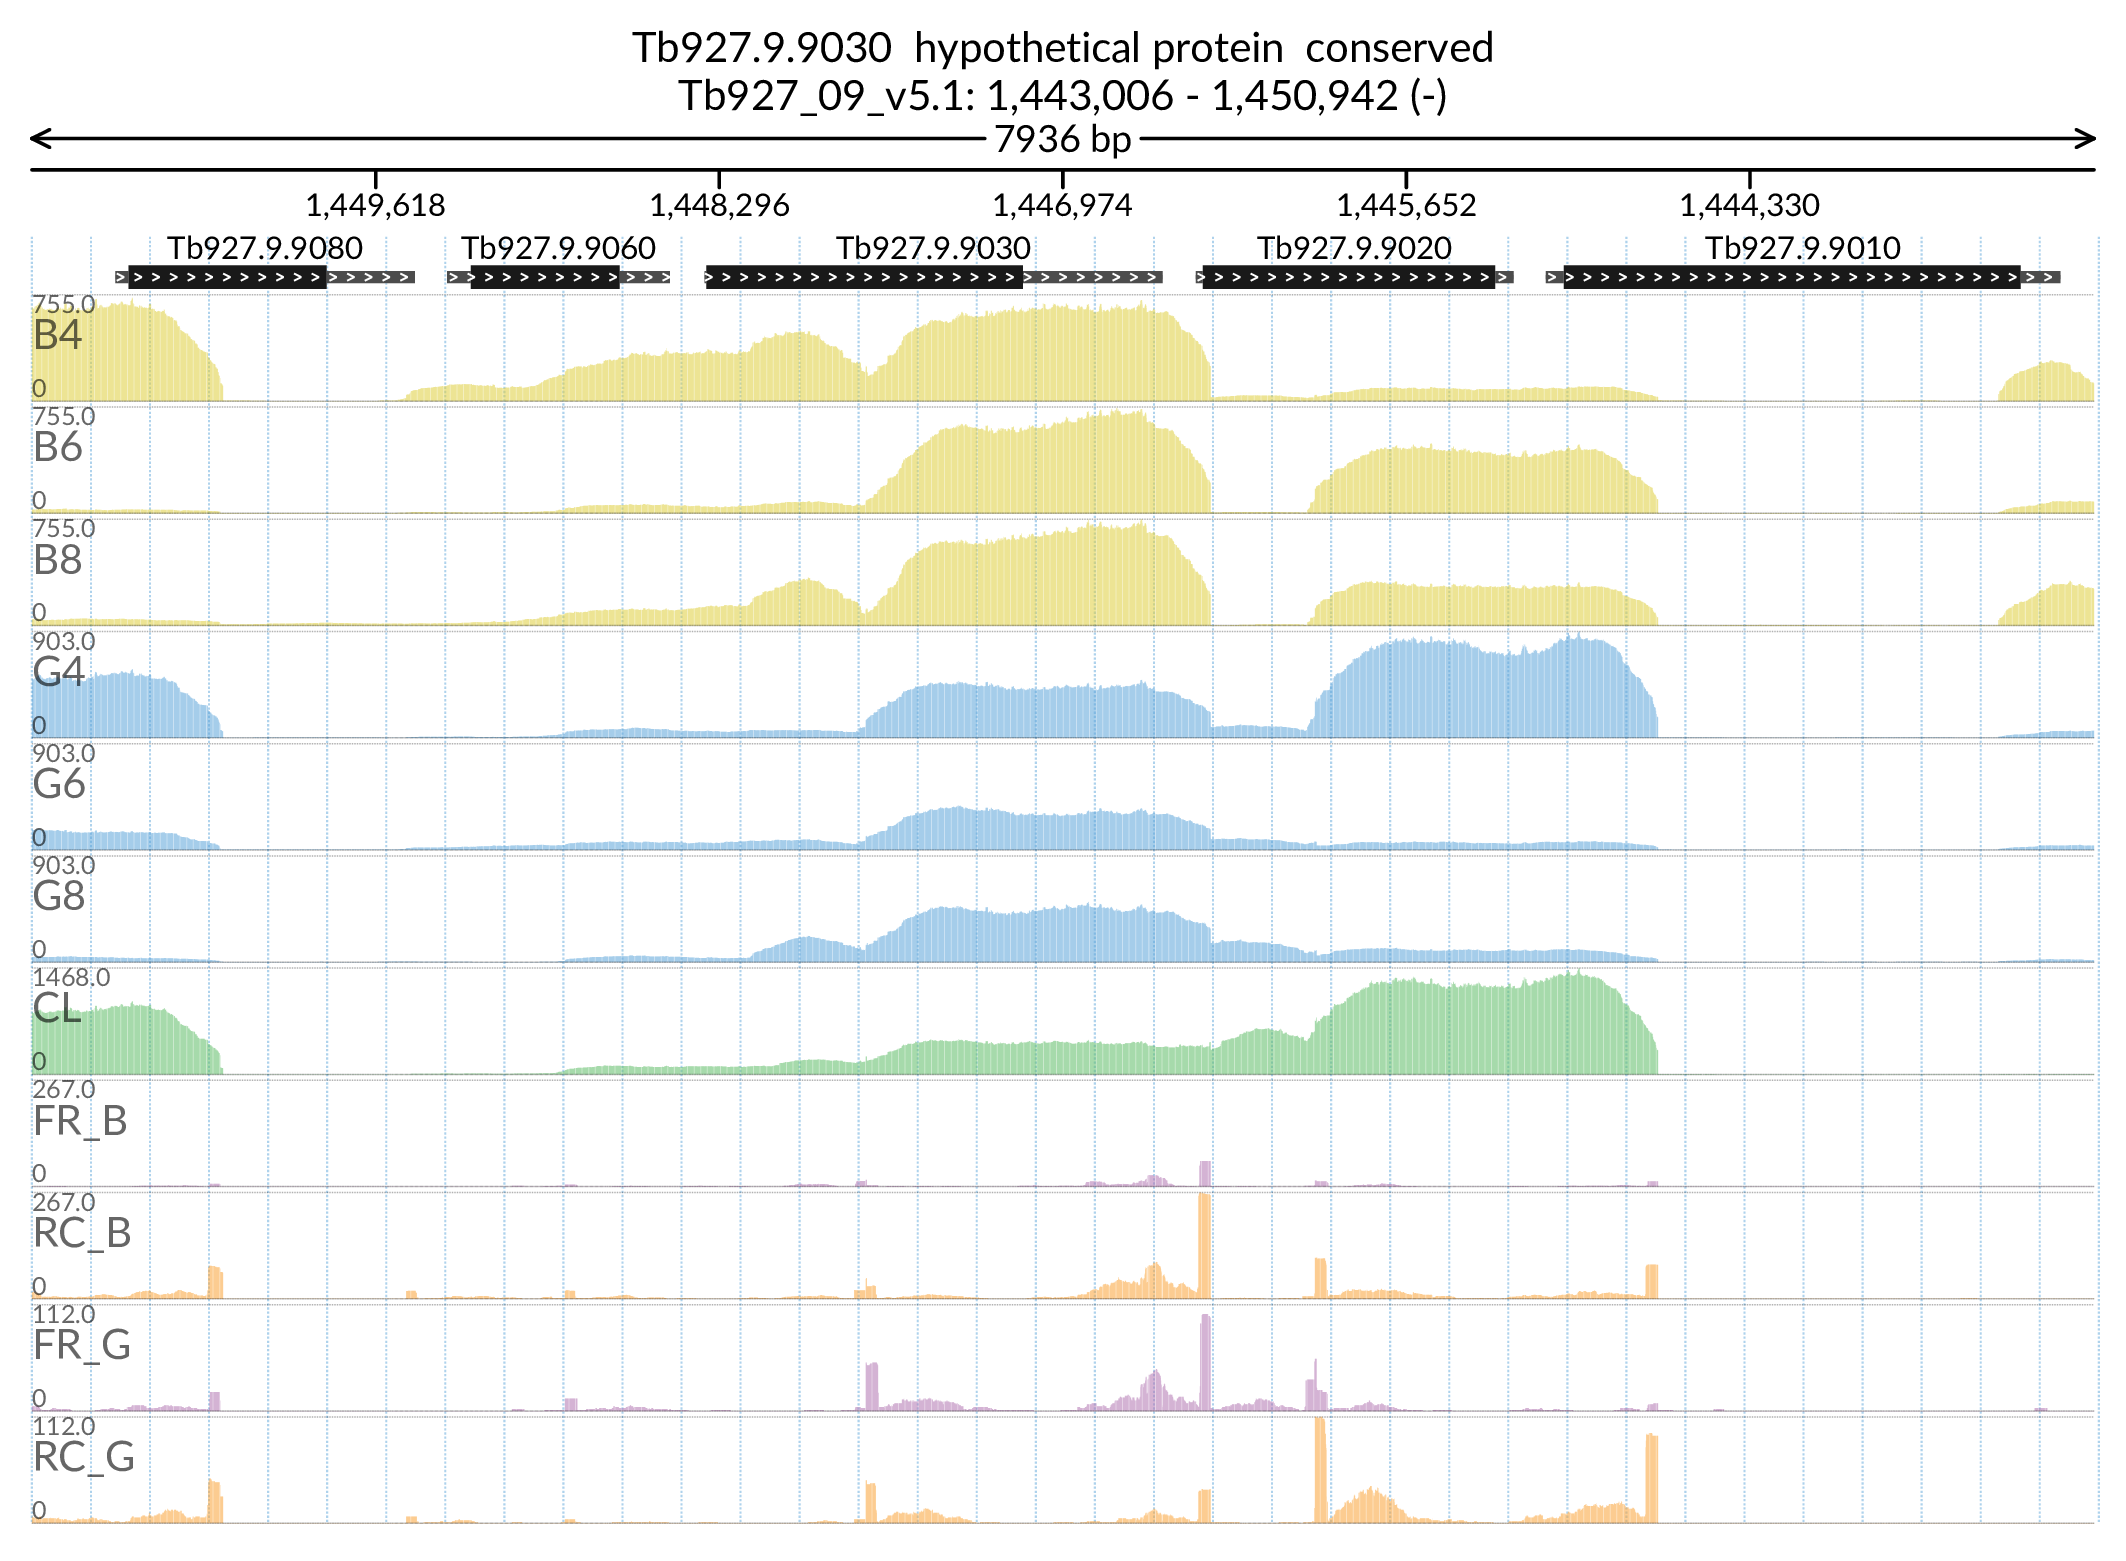 Tb927.9.9030  hypothetical protein  conserved
Tb927_09_v5.1: 1,443,006 - 1,450,942 (-)
7936 bp
1,449,618 1,448,296 1,446,974 1,445,652 1,444,330
Tb927.9.9080 Tb927.9.9060 Tb927.9.9030 Tb927.9.9020 Tb927.9.9010
755.0
B4
0
755.0
B6
0
755.0
B8
0
903.0
G4
0
903.0
G6
0
903.0
G8
0
1468.0
CL
0
267.0
FR_B
0
267.0
RC_B
0
112.0
FR_G
0
112.0
RC_G
0